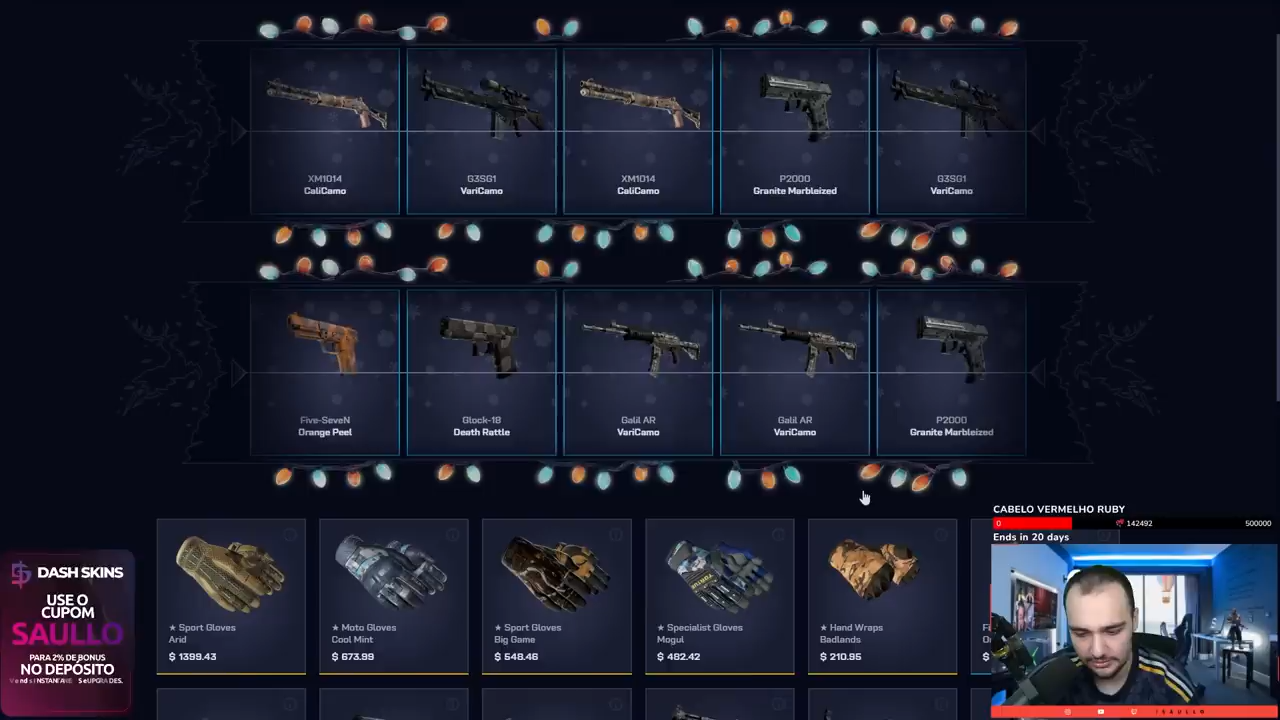 XM1014
CaliCamo
G3SG1
VariCamo
XM1014
CaliCamo
P2000
Granite Marbleized
G3SG1
VariCamo
Five-SeveN
Orange Peel
Glock-18
Death Rattle
Galil AR
VariCamo
Galil AR
VariCamo
P2000
Granite Marbleized
CABELO VERMELHO RUBY
0 142492 500000
Ends in 20 days
★ Sport Gloves
Arid
$ 1399.43
★ Moto Gloves
Cool Mint
$ 673.99
★ Sport Gloves
Big Game
$ 548.46
★ Specialist Gloves
Mogul
$ 482.42
★ Hand Wraps
Badlands
$ 210.95
$
DASH SKINS
USE O
CUPOM
SAULLO
PARA 2% DE BONUS
NO DEPÓSITO